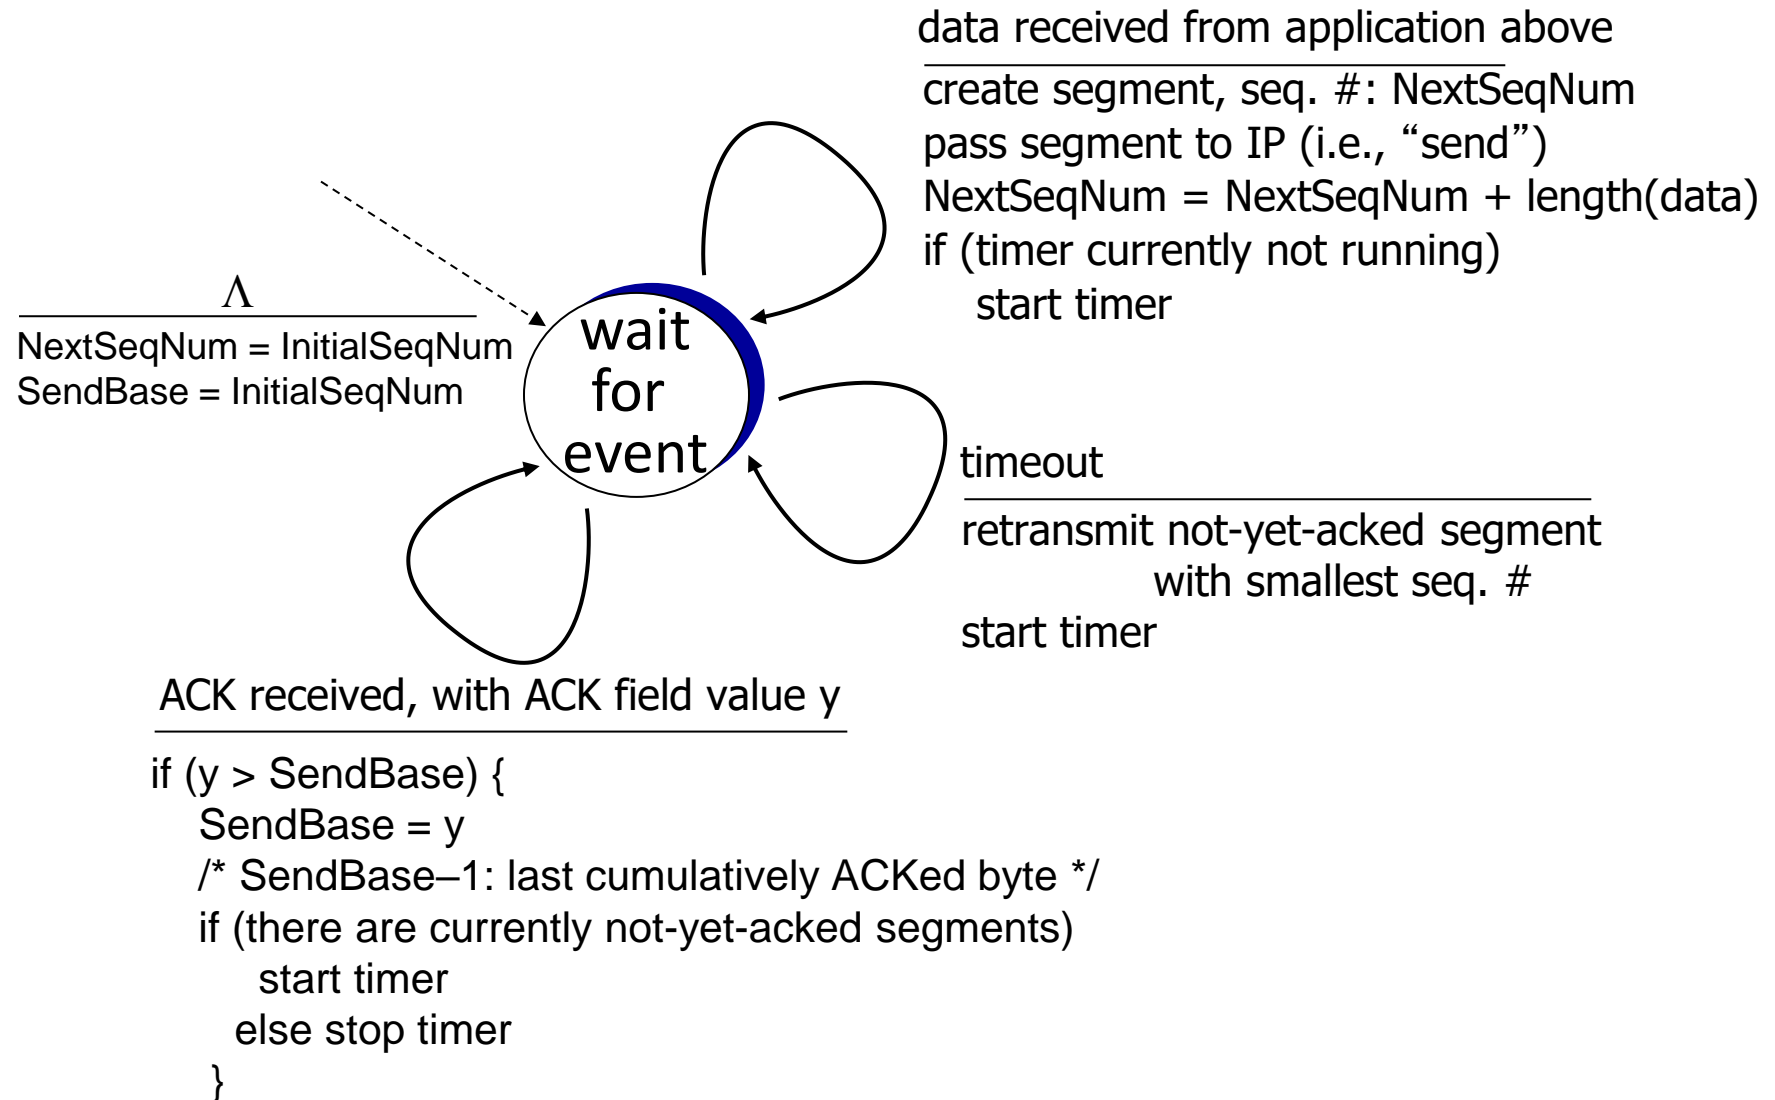 data received from application above
create segment, seq. #: NextSeqNum
pass segment to IP (i.e., “send”)
NextSeqNum = NextSeqNum + length(data)
if (timer currently not running)
start timer
Λ
NextSeqNum = InitialSeqNum
SendBase = InitialSeqNum
wait
for
event
timeout
retransmit not-yet-acked segment
with smallest seq. #
start timer
ACK received, with ACK field value y
if (y > SendBase) {
SendBase = y
/* SendBase–1: last cumulatively ACKed byte */
if (there are currently not-yet-acked segments)
start timer
else stop timer
}